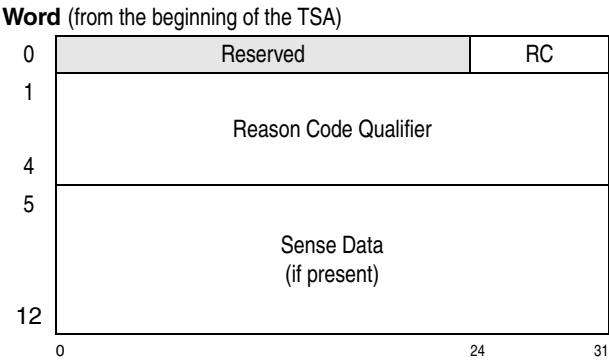 Word (from the beginning of the TSA)
0 Reserved RC
1
Reason Code Qualifier
4
5
Sense Data
(if present)
12
0 24 31